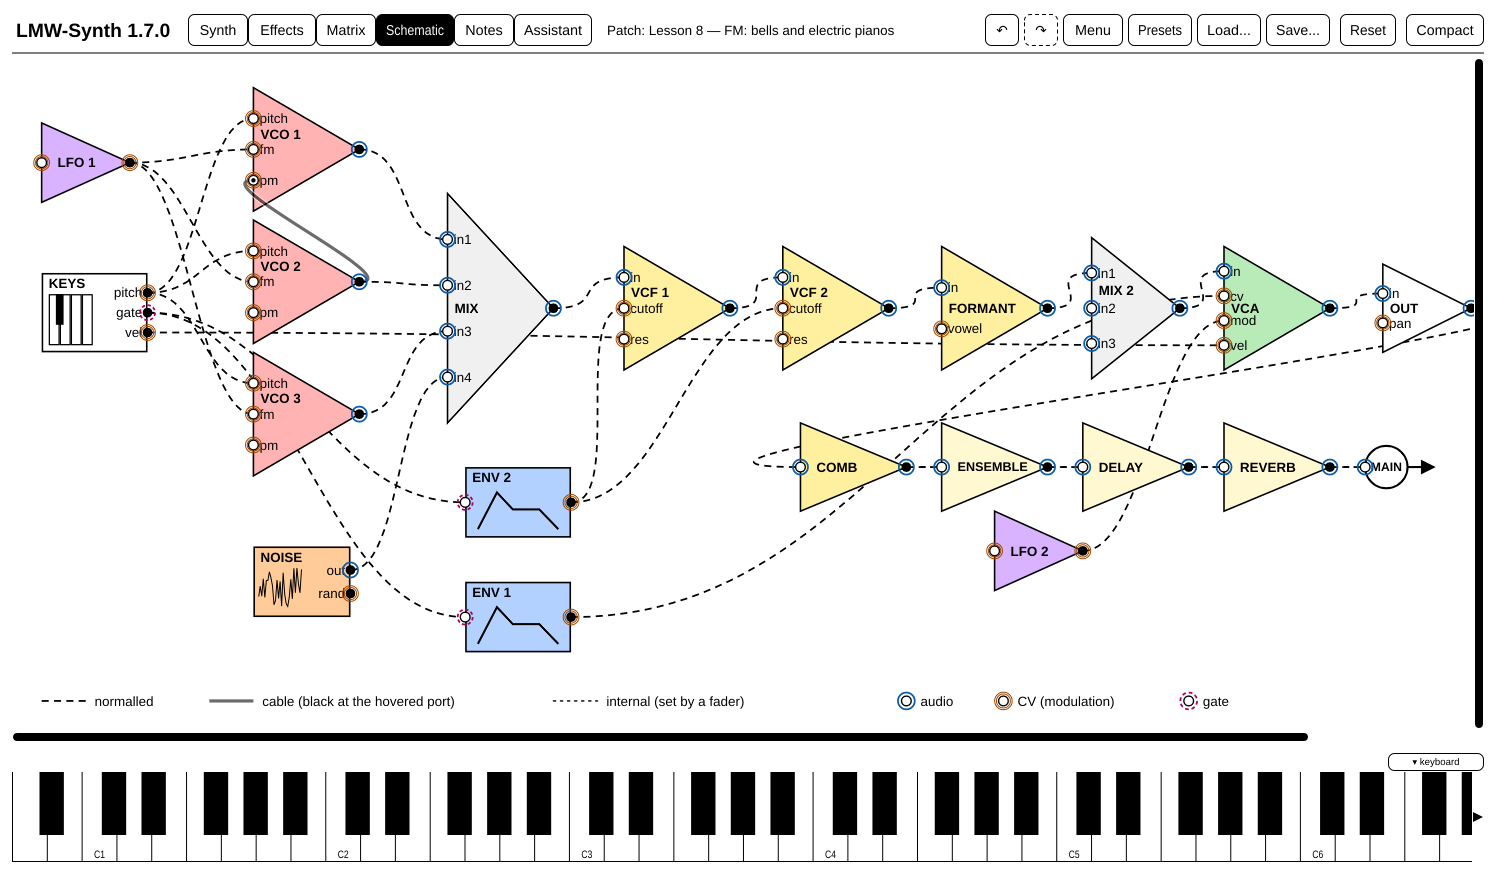 LMW-Synth 1.7.0
Synth
Effects
Matrix
Schematic
Notes
Assistant
Patch: Lesson 8 — FM: bells and electric pianos
↶
↷
Menu
Presets
Load...
Save...
Reset
Compact
LFO 1
pitch
VCO 1
fm
pm
KEYS
pitch
gate
vel
pitch
VCO 2
fm
pm
pitch
VCO 3
fm
pm
in1
in2
MIX
in3
in4
in
VCF 1
cutoff
res
in
VCF 2
cutoff
res
in
FORMANT
vowel
in1
MIX 2
in2
in3
in
cv
VCA
mod
vel
in
OUT
pan
COMB
ENSEMBLE
DELAY
REVERB
MAIN
ENV 2
LFO 2
NOISE
out
rand
ENV 1
normalled
cable (black at the hovered port)
internal (set by a fader)
audio
CV (modulation)
gate
▾ keyboard
C1
C2
C3
C4
C5
C6